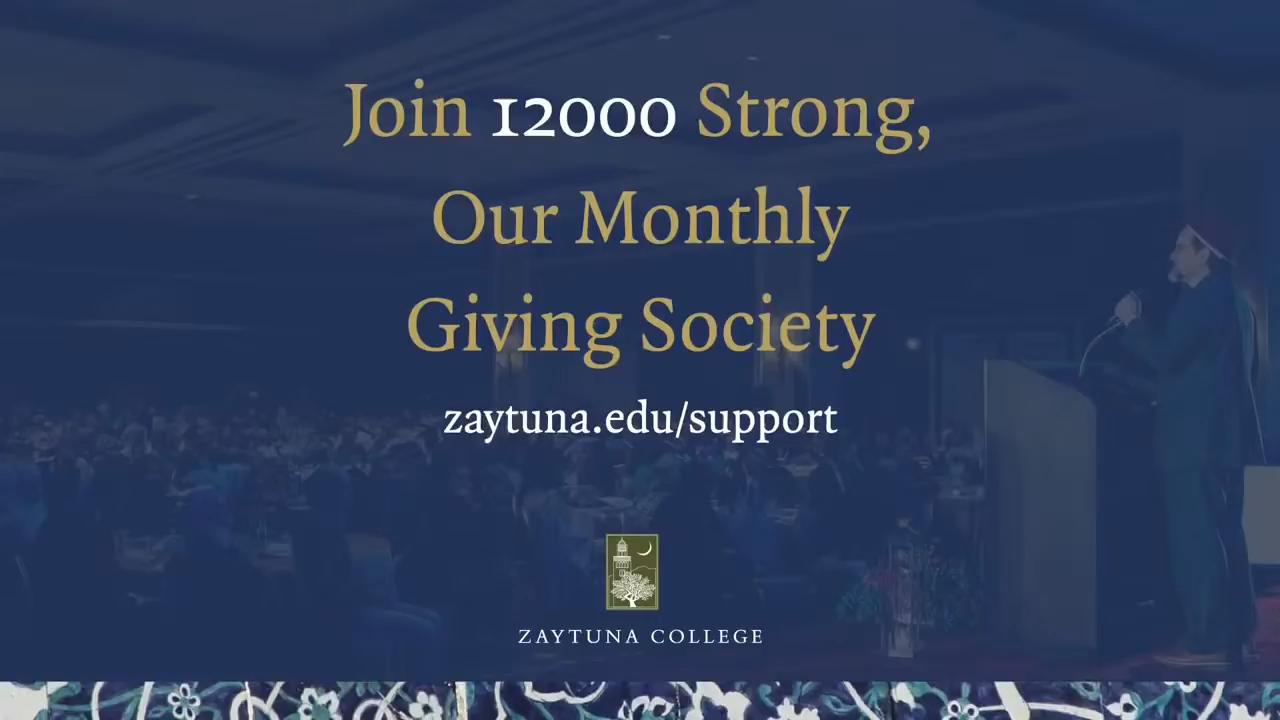 Join 12000 Strong,
Our Monthly
Giving Society
zaytuna.edu/support
ZAYTUNA COLLEGE